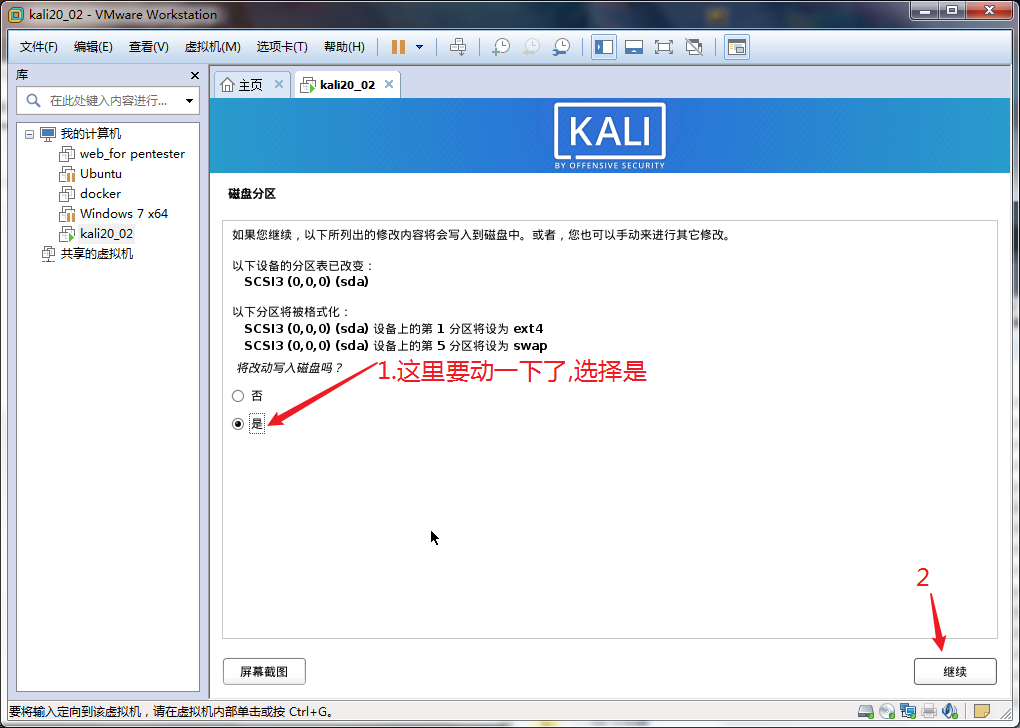 kali20_02 - VMware Workstation
文件(F) 编辑(E) 查看(V) 虚拟机(M) 选项卡(T) 帮助(H)
库
在此处键入内容进行...
我的计算机
web_for pentester
Ubuntu
docker
Windows 7 x64
kali20_02
共享的虚拟机
主页 kali20_02
KALI
BY OFFENSIVE SECURITY
磁盘分区
如果您继续，以下所列出的修改内容将会写入到磁盘中。或者，您也可以手动来进行其它修改。
以下设备的分区表已改变：
SCSI3 (0,0,0) (sda)
以下分区将被格式化：
SCSI3 (0,0,0) (sda) 设备上的第 1 分区将设为 ext4
SCSI3 (0,0,0) (sda) 设备上的第 5 分区将设为 swap
将改动写入磁盘吗？
1.这里要动一下了,选择是
否
是
2
屏幕截图
继续
要将输入定向到该虚拟机，请在虚拟机内部单击或按 Ctrl+G。